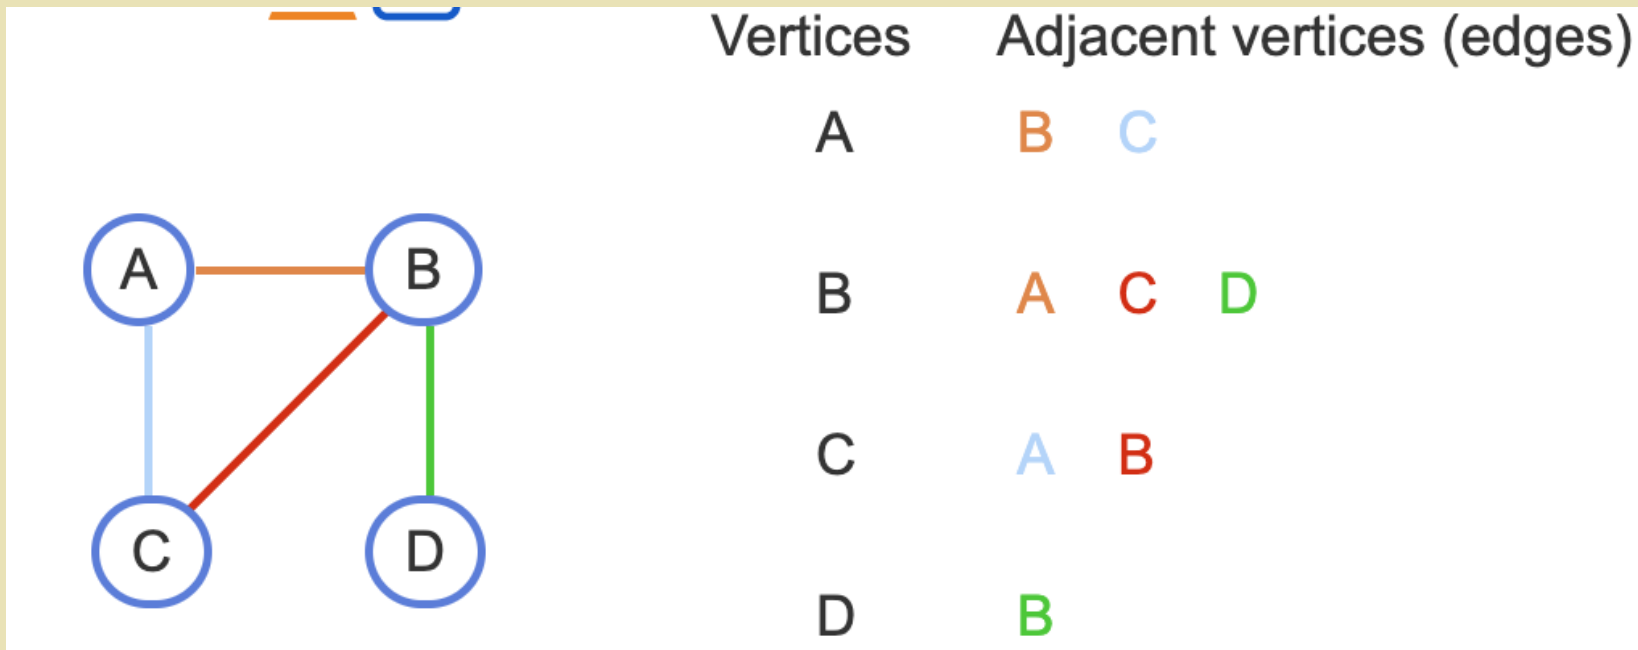 Vertices Adjacent vertices (edges)
A B C
A B
B A C D
C A B
C D
D B